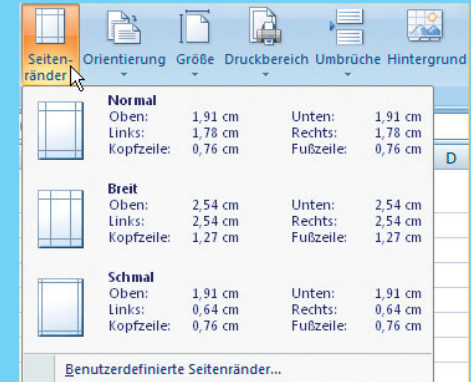 Seiten-
ränder Orientierung Größe Druckbereich Umbrüche Hintergrund
D
Normal
Oben: 1,91 cm Unten: 1,91 cm
Links: 1,78 cm Rechts: 1,78 cm
Kopfzeile: 0,76 cm Fußzeile: 0,76 cm
Breit
Oben: 2,54 cm Unten: 2,54 cm
Links: 2,54 cm Rechts: 2,54 cm
Kopfzeile: 1,27 cm Fußzeile: 1,27 cm
Schmal
Oben: 1,91 cm Unten: 1,91 cm
Links: 0,64 cm Rechts: 0,64 cm
Kopfzeile: 0,76 cm Fußzeile: 0,76 cm
Benutzerdefinierte Seitenränder...